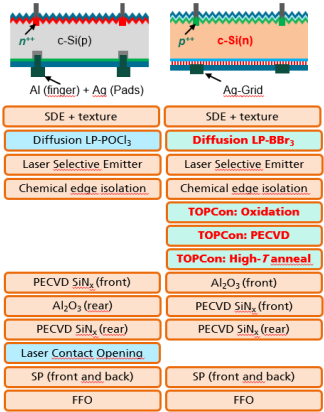 n++
c-Si(p)
p++
c-Si(n)
Al (finger) + Ag (Pads)
Ag-Grid
SDE + texture
Diffusion LP-POCl3
Laser Selective Emitter
Chemical edge isolation
PECVD SiNx (front)
Al2O3 (rear)
PECVD SiNx (rear)
Laser Contact Opening
SP (front and back)
FFO
SDE + texture
Diffusion LP-BBr3
Laser Selective Emitter
Chemical edge isolation
TOPCon: Oxidation
TOPCon: PECVD
TOPCon: High-T anneal
Al2O3 (front)
PECVD SiNx (front)
PECVD SiNx (rear)
SP (front and back)
FFO